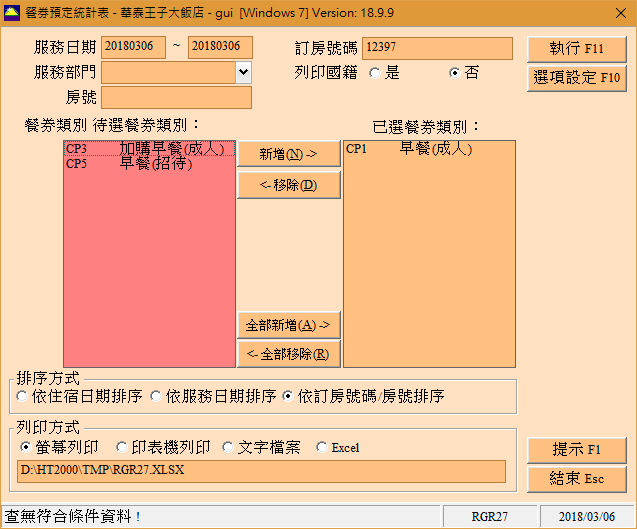 餐券預定統計表 - 華泰王子大飯店 - gui [Windows 7] Version: 18.9.9
服務日期 20180306 ~ 20180306 訂房號碼 12397 執行 F11
服務部門 列印國籍 是 否 選項設定 F10
房號
餐券類別 待選餐券類別： 已選餐券類別：
CP3 加購早餐(成人) 新增(N) -> CP1 早餐(成人)
CP5 早餐(招待)
<- 移除(D)
全部新增(A) ->
<- 全部移除(R)
排序方式
依住宿日期排序 依服務日期排序 依訂房號碼/房號排序
列印方式
螢幕列印 印表機列印 文字檔案 Excel 提示 F1
D:\HT2000\TMP\RGR27.XLSX 結束 Esc
查無符合條件資料！ RGR27 2018/03/06